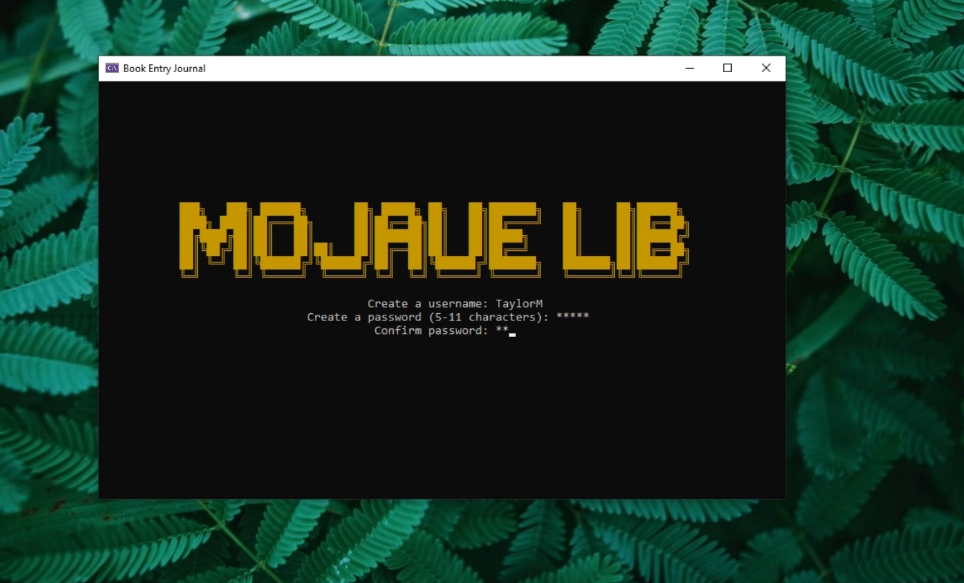 Book Entry Journal
MOJAVE LIB
Create a username: TaylorM
Create a password (5-11 characters): *****
Confirm password: **